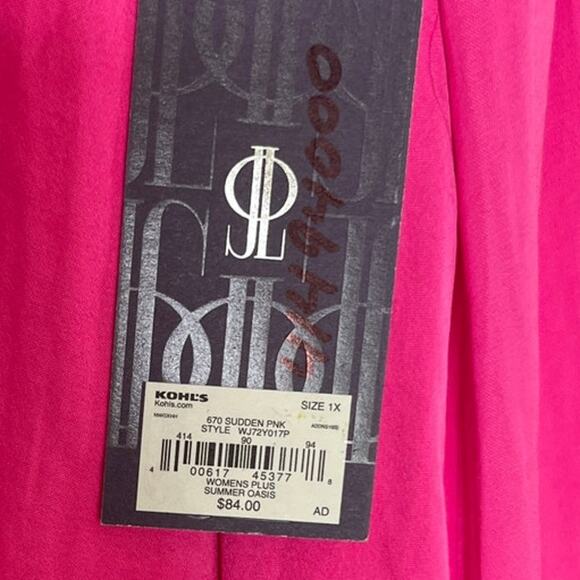 JL
KOHL'S
Kohls.com
SIZE 1X
670 SUDDEN PNK
STYLE WJ72Y017P
414 90 94
4 00617 45377 8
WOMENS PLUS
SUMMER OASIS
$84.00
AD